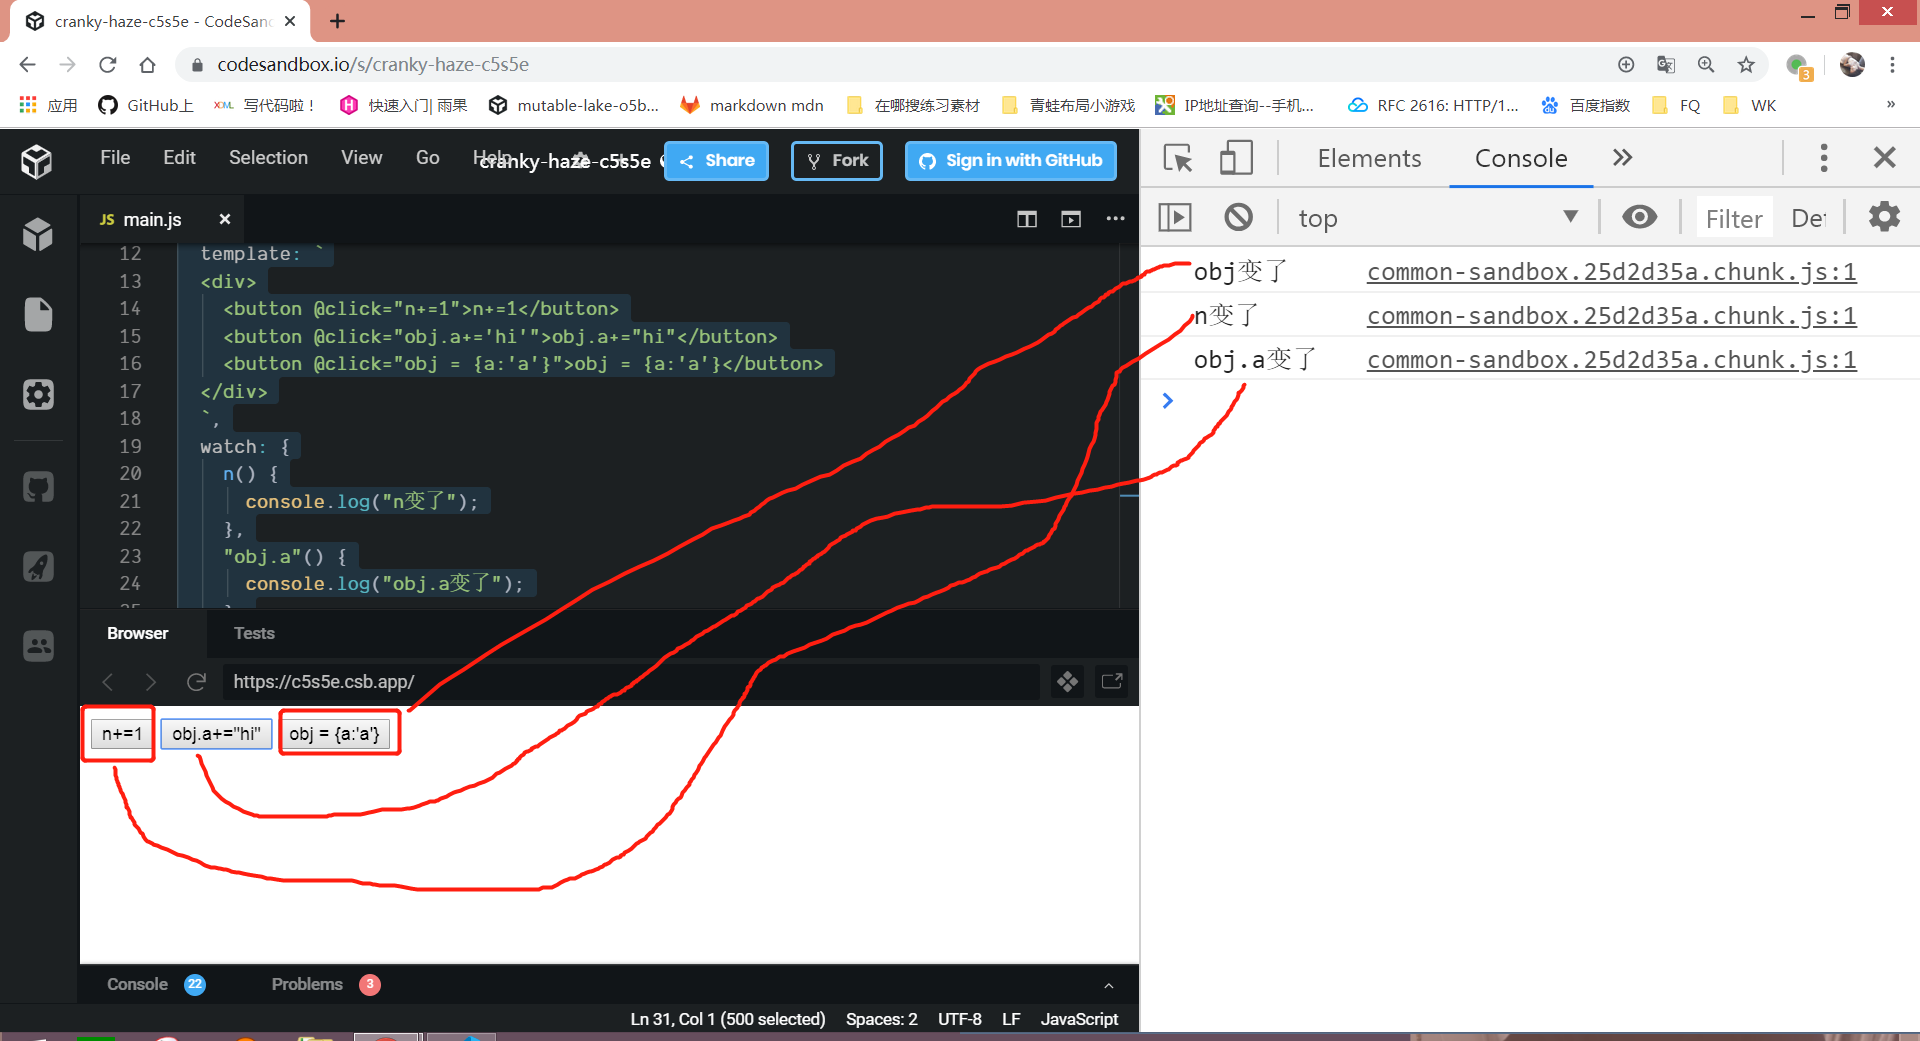 cranky-haze-c5s5e - CodeSand
codesandbox.io/s/cranky-haze-c5s5e
3
应用
GitHub上
XDML
写代码啦！
快速入门| 雨果
mutable-lake-o5b...
markdown mdn
在哪搜练习素材
青蛙布局小游戏
IP地址查询--手机...
RFC 2616: HTTP/1...
百度指数
FQ
WK
»
File
Edit
Selection
View
Go
Help
cranky-haze-c5s5e
Share
Fork
Sign in with GitHub
JS main.js
12 template: `
13 <div>
14 <button @click="n+=1">n+=1</button>
15 <button @click="obj.a+='hi'">obj.a+="hi"</button>
16 <button @click="obj = {a:'a'}">obj = {a:'a'}</button>
17 </div>
18 `,
19 watch: {
20 n() {
21 console.log("n变了");
22 },
23 "obj.a"() {
24 console.log("obj.a变了");
Browser
Tests
https://c5s5e.csb.app/
n+=1
obj.a+="hi"
obj = {a:'a'}
Console 22
Problems 3
Ln 31, Col 1 (500 selected)
Spaces: 2
UTF-8
LF
JavaScript
Elements
Console
top
Filter
De
obj变了 common-sandbox.25d2d35a.chunk.js:1
n变了 common-sandbox.25d2d35a.chunk.js:1
obj.a变了 common-sandbox.25d2d35a.chunk.js:1